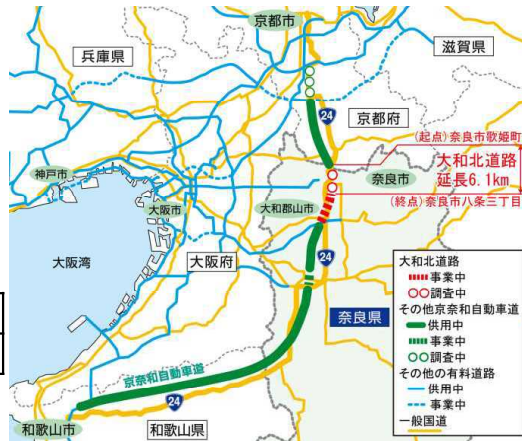 京都市
兵庫県
滋賀県
京都府
24
(起点)奈良市歌姫町
大和北道路
延長6.1km
(終点)奈良市八条三丁目
奈良市
神戸市
大阪市
大和郡山市
大阪湾
大阪府
24
奈良県
京奈和自動車道
24
和歌山市
和歌山県
大和北道路
事業中
調査中
その他京奈和自動車道
供用中
事業中
調査中
その他の有料道路
供用中
事業中
一般国道